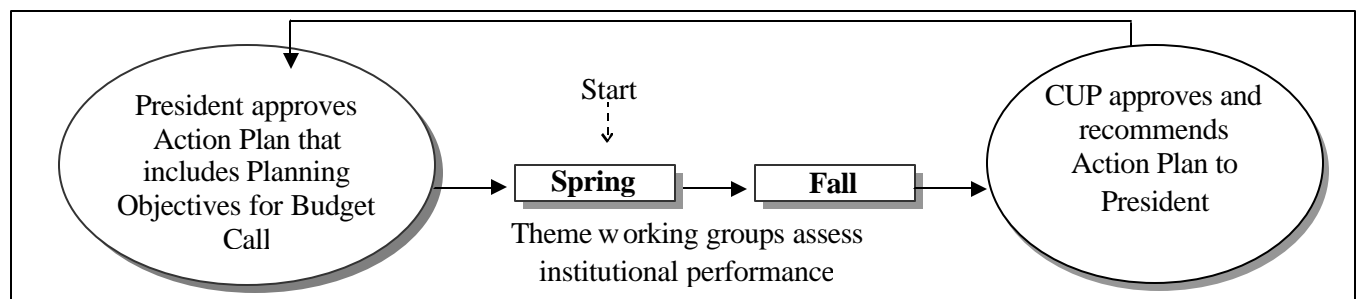 President approves
Action Plan that
includes Planning
Objectives for Budget
Call
Start
Spring
Fall
Theme working groups assess
institutional performance
CUP approves and
recommends
Action Plan to
President